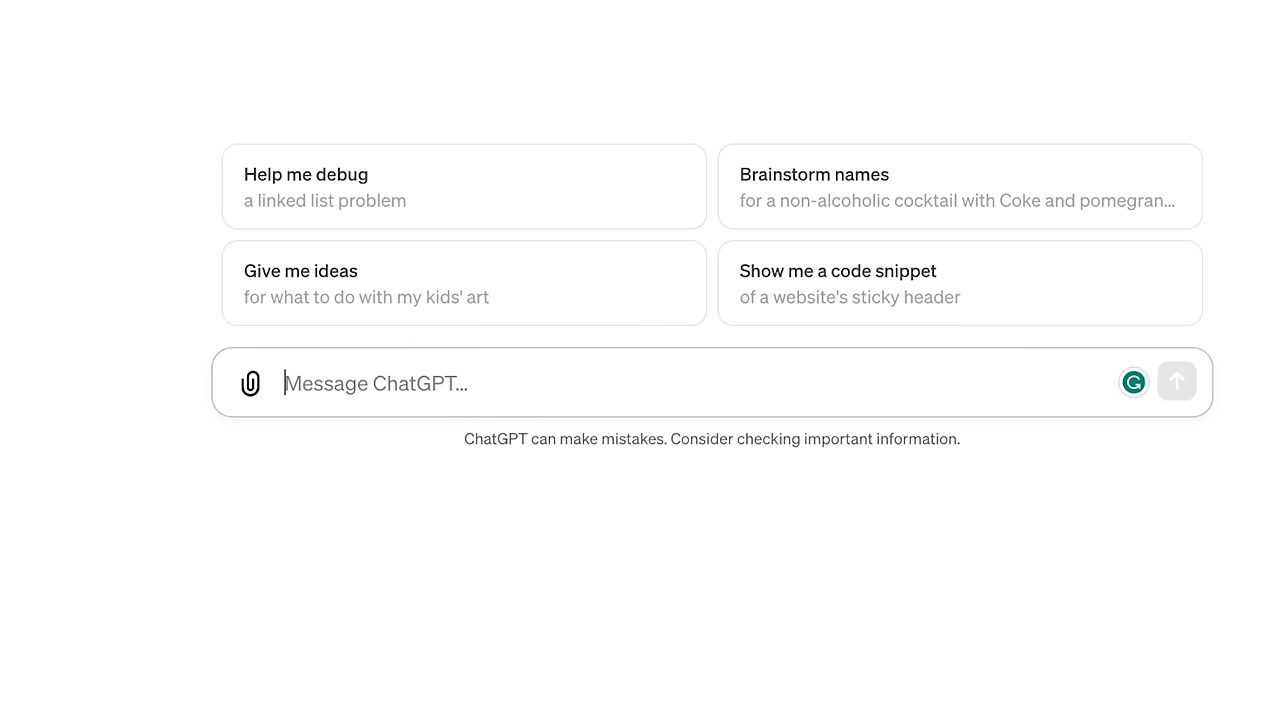 Help me debug
a linked list problem
Brainstorm names
for a non-alcoholic cocktail with Coke and pomegran...
Give me ideas
for what to do with my kids' art
Show me a code snippet
of a website's sticky header
Message ChatGPT...
ChatGPT can make mistakes. Consider checking important information.